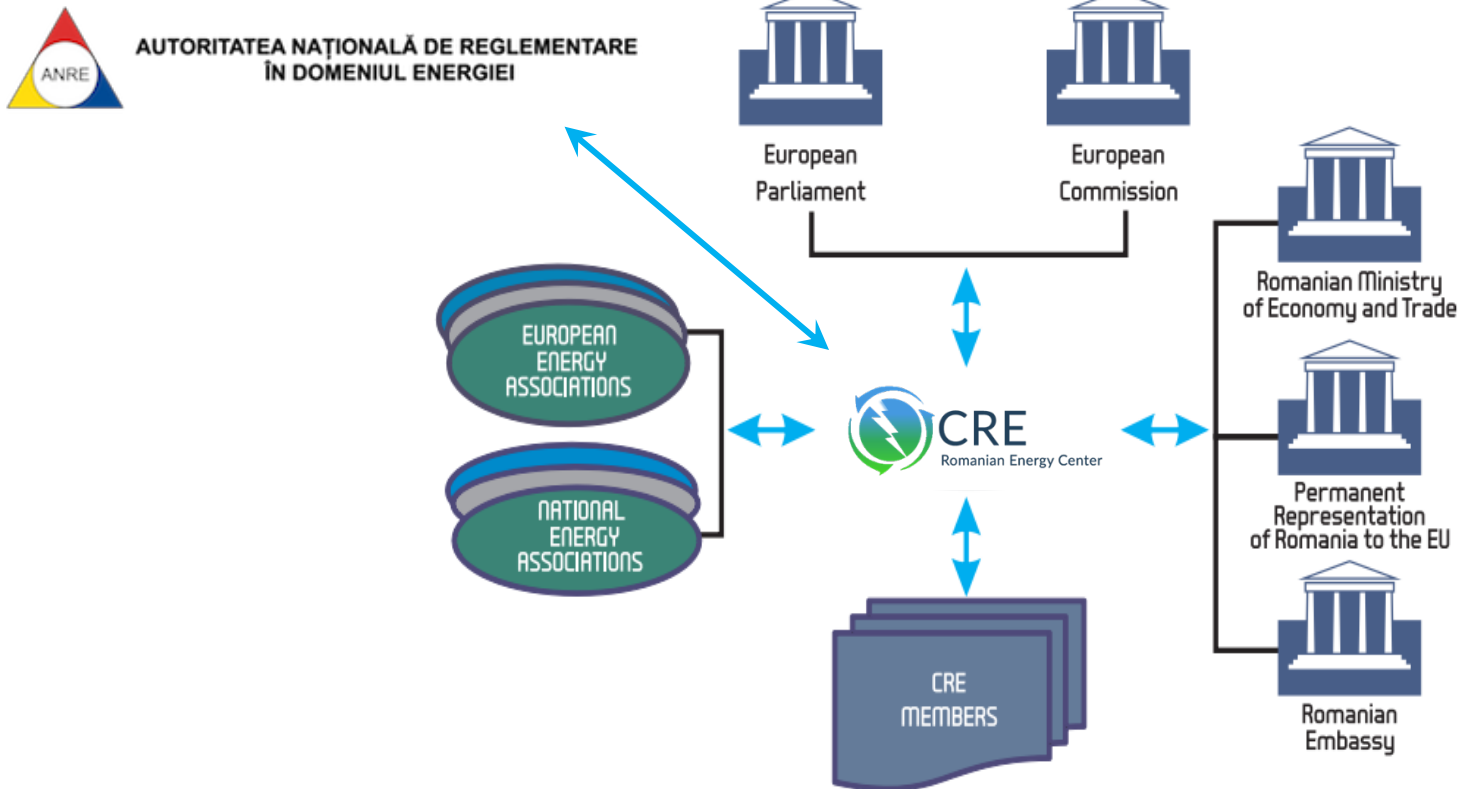 ANRE
AUTORITATEA NAȚIONALĂ DE REGLEMENTARE
ÎN DOMENIUL ENERGIEI
European
Parliament
European
Commission
Romanian Ministry
of Economy and Trade
EUROPEAN
ENERGY
ASSOCIATIONS
CRE
Romanian Energy Center
Permanent
Representation
of Romania to the EU
NATIONAL
ENERGY
ASSOCIATIONS
CRE
MEMBERS
Romanian
Embassy